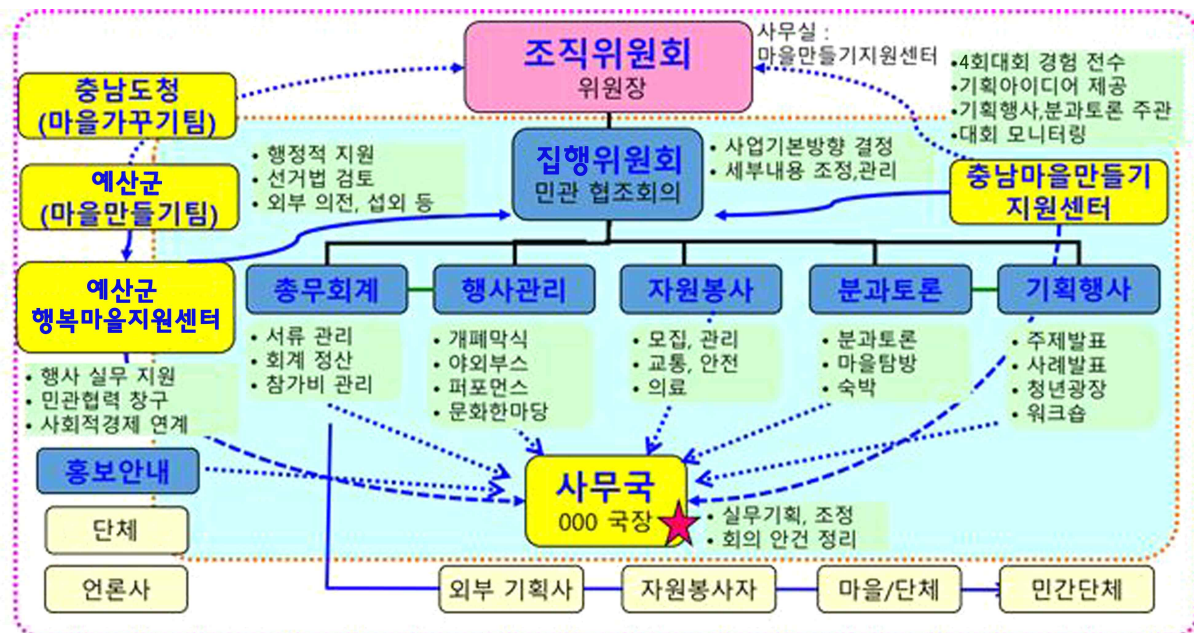 조직위원회
위원장
사무실 :
마을만들기지원센터
•4회대회 경험 전수
•기획아이디어 제공
•기획행사,분과토론 주관
•대회 모니터링
충남도청
(마을가꾸기팀)
예산군
(마을만들기팀)
• 행정적 지원
• 선거법 검토
• 외부 의전, 섭외 등
집행위원회
민관 협조회의
• 사업기본방향 결정
• 세부내용 조정,관리
충남마을만들기
지원센터
예산군
행복마을지원센터
• 행사 실무 지원
• 민관협력 창구
• 사회적경제 연계
총무회계
• 서류 관리
• 회계 정산
• 참가비 관리
행사관리
• 개폐막식
• 야외부스
• 퍼포먼스
• 문화한마당
자원봉사
• 모집, 관리
• 교통, 안전
• 의료
분과토론
• 분과토론
• 마을탐방
• 숙박
기획행사
• 주제발표
• 사례발표
• 청년광장
• 워크숍
홍보안내
단체
언론사
사무국
000 국장
• 실무기획, 조정
• 회의 안건 정리
외부 기획사
자원봉사자
마을/단체
민간단체